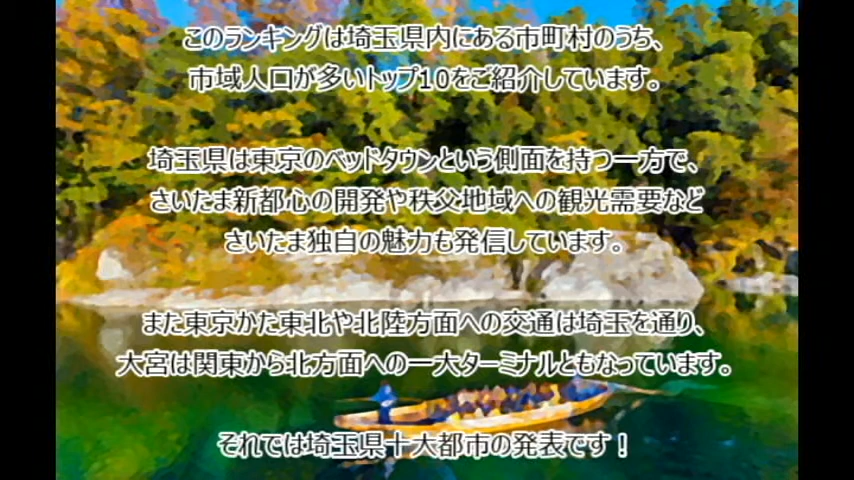 このランキングは埼玉県内にある市町村のうち、
市域人口が多いトップ10をご紹介しています。
埼玉県は東京のベッドタウンという側面を持つ一方で、
さいたま新都心の開発や秩父地域への観光需要など
さいたま独自の魅力も発信しています。
また東京かた東北や北陸方面への交通は埼玉を通り、
大宮は関東から北方面への一大ターミナルともなっています。
それでは埼玉県十大都市の発表です！